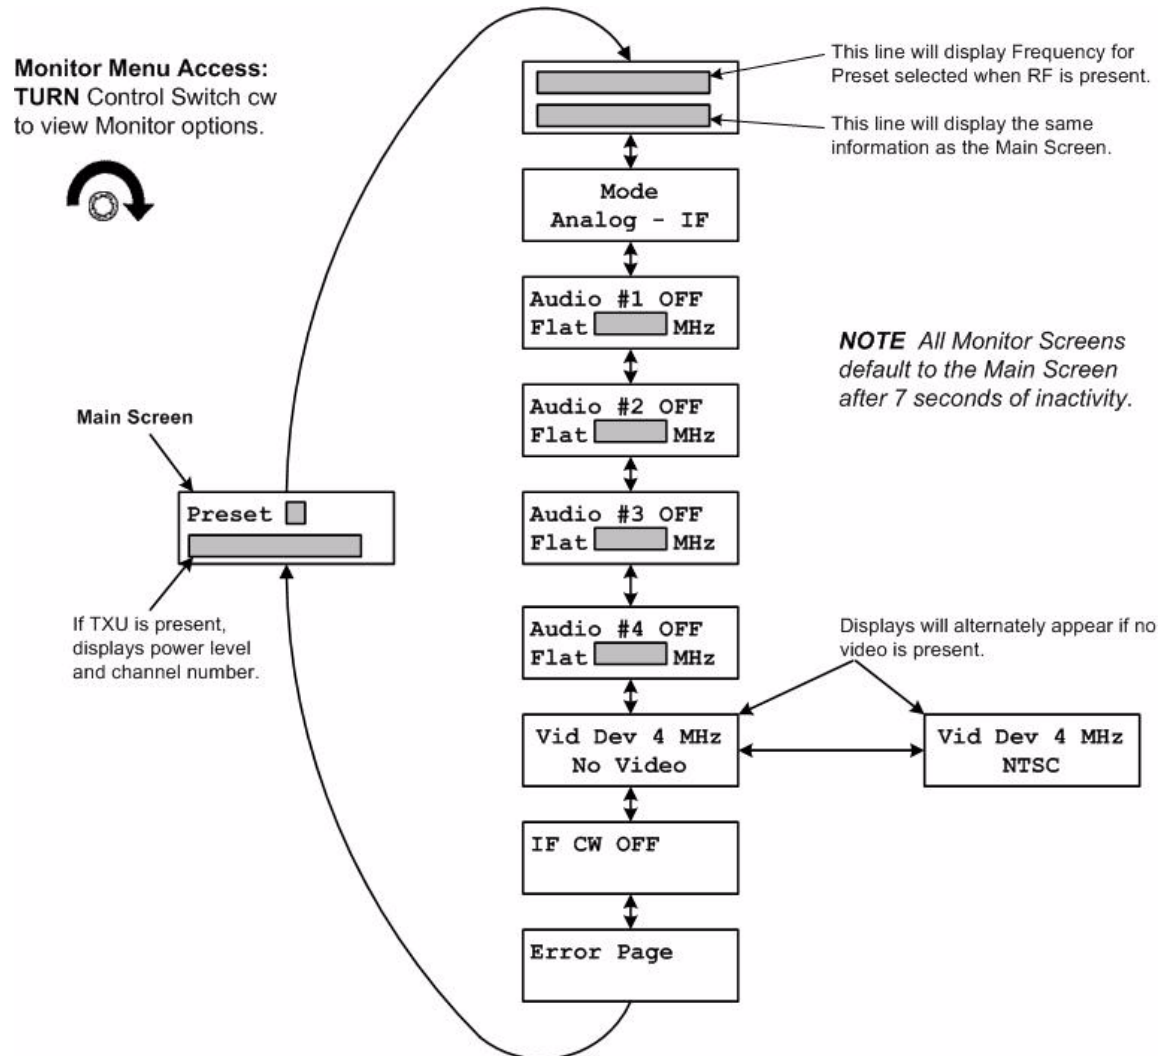 Monitor Menu Access:
TURN Control Switch cw
to view Monitor options.
This line will display Frequency for
Preset selected when RF is present.
This line will display the same
information as the Main Screen.
Mode
Analog - IF
Audio #1 OFF
Flat MHz
NOTE All Monitor Screens
default to the Main Screen
after 7 seconds of inactivity.
Audio #2 OFF
Flat MHz
Main Screen
Preset
If TXU is present,
displays power level
and channel number.
Audio #3 OFF
Flat MHz
Audio #4 OFF
Flat MHz
Displays will alternately appear if no
video is present.
Vid Dev 4 MHz
No Video
Vid Dev 4 MHz
NTSC
IF CW OFF
Error Page